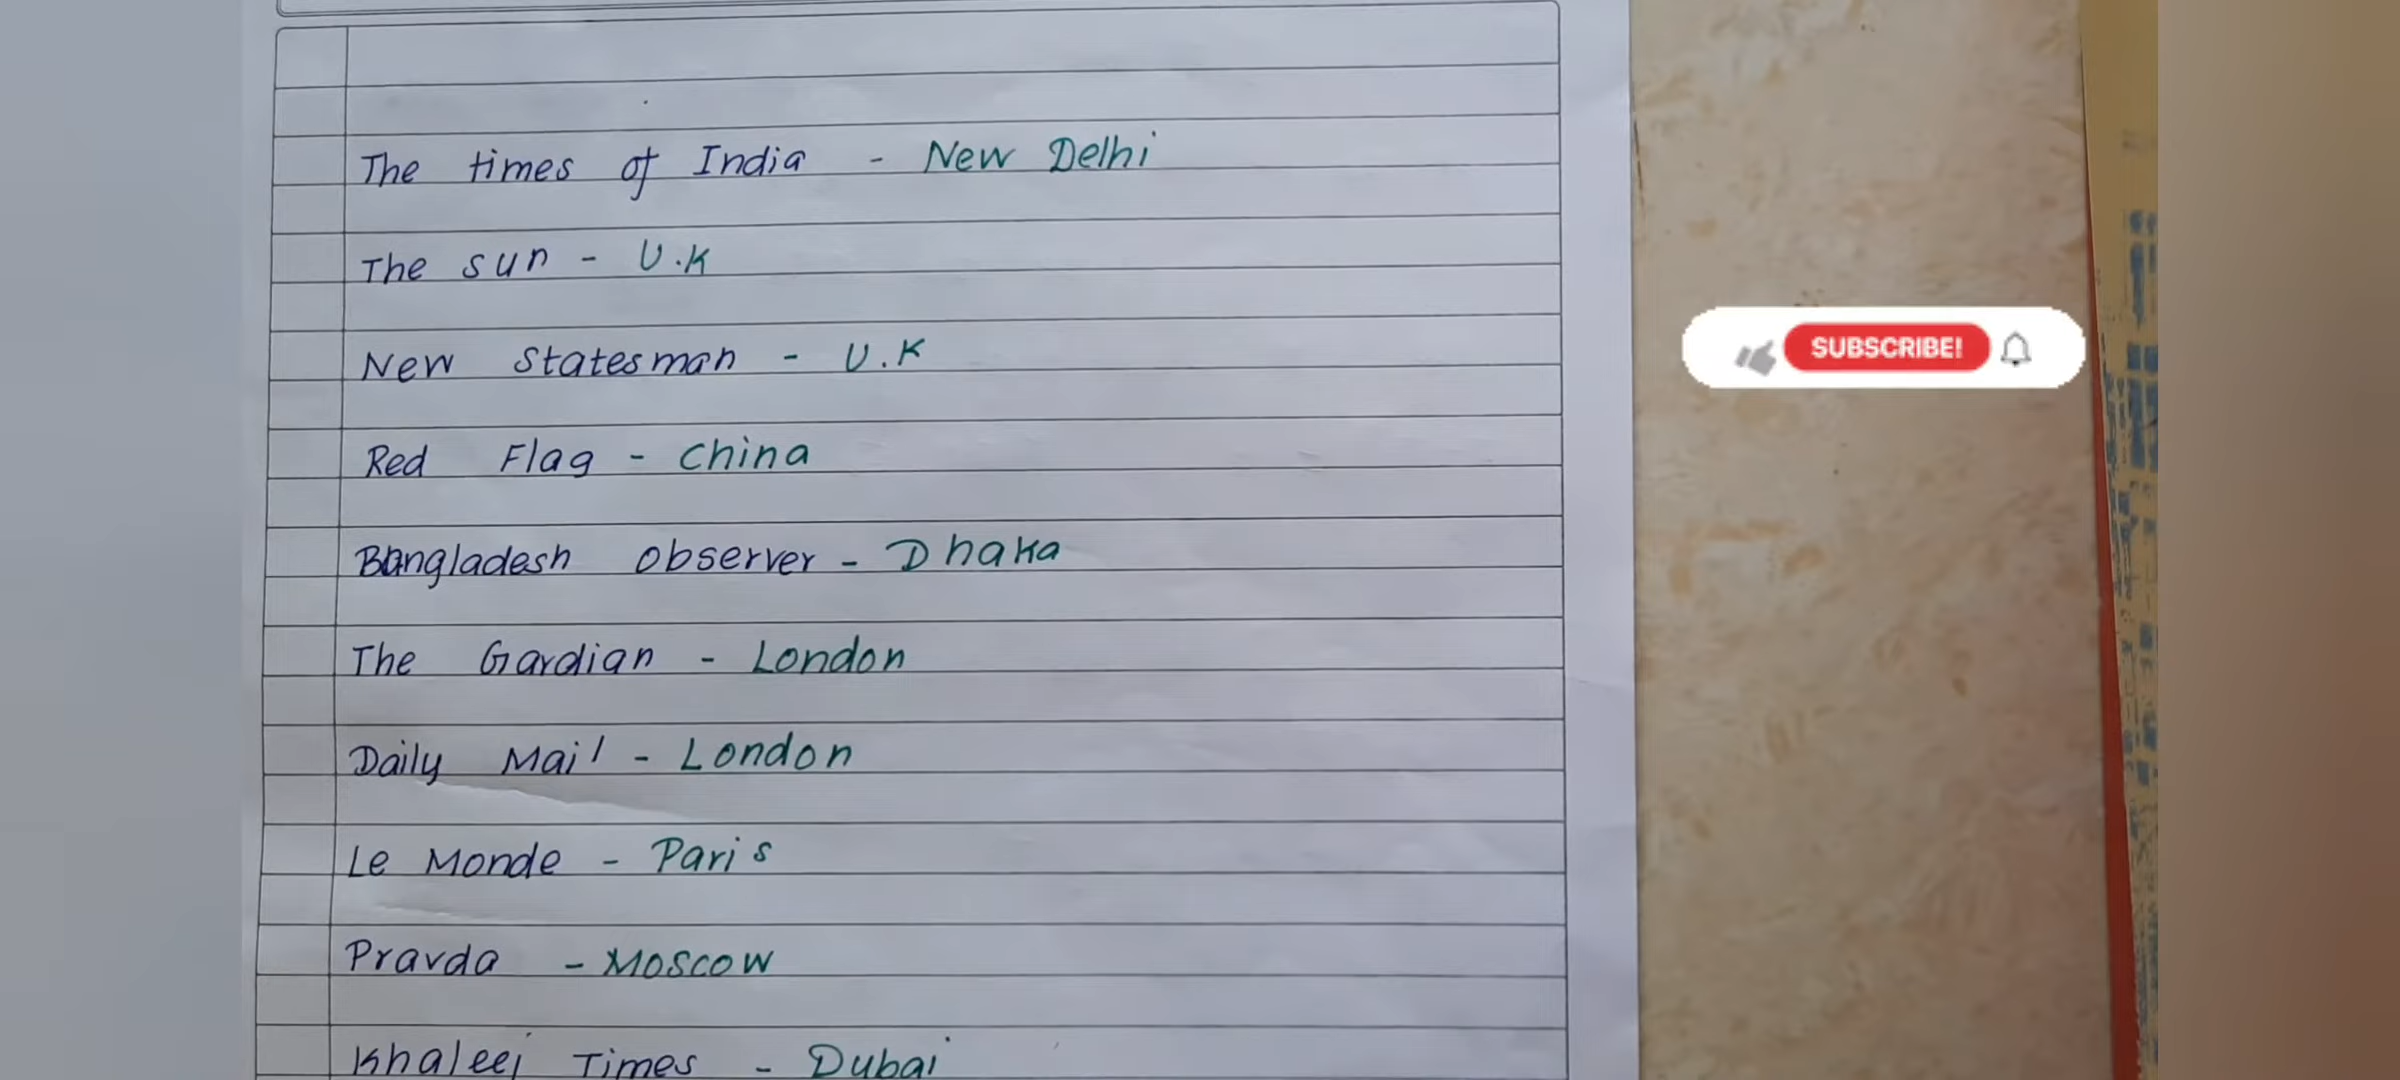 The times of India - New Delhi
The sun - U.K
New Statesman - U.K
Red Flag - China
Bangladesh Observer - Dhaka
The Gardian - London
Daily Mail - London
Le Monde - Paris
Pravda - Moscow
Khaleej Times - Dubai
SUBSCRIBE!